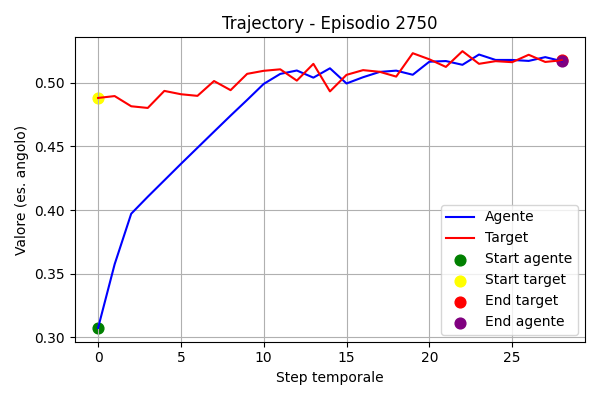 Trajectory - Episodio 2750
Valore (es. angolo)
0.50
0.45
0.40
0.35
0.30
0
5
10
15
20
25
Step temporale
Agente
Target
Start agente
Start target
End target
End agente